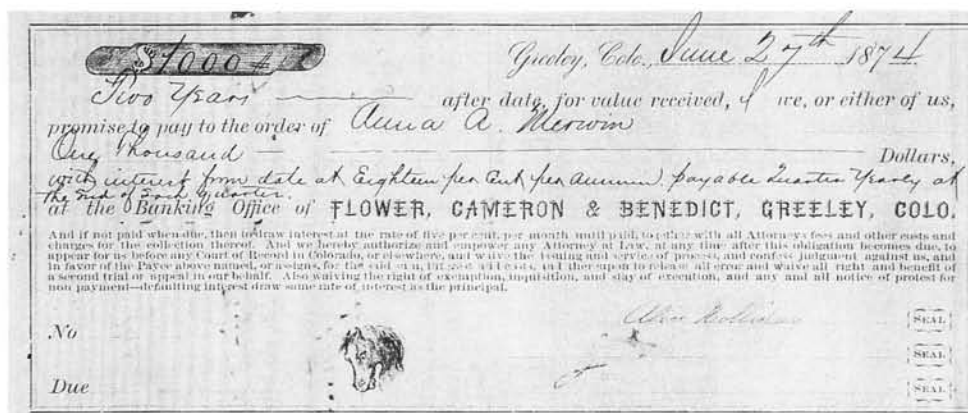 $1000#
Greeley, Colo., June 27th 1874
Two Years after date, for value received, I we, or either of us,
promise to pay to the order of Anna A. Merwin
One Thousand Dollars,
with interest from date at Eighteen per Cent per annum. payable Quarter Yearly at
the End of Each quarter.
at the Banking Office of FLOWER, CAMERON & BENEDICT, GREELEY, COLO.
And if not paid when due, then to draw interest at the rate of five per cent. per month until paid, together with all Attorneys fees and other costs and
charges for the collection thereof. And we hereby authorize and empower any Attorney at Law, at any time after this obligation becomes due, to
appear for us before any Court of Record in Colorado, or elsewhere, and waive the issuing and service of process, and confess judgment against us, and
in favor of the Payee above named, or assigns, for the said sum, interest and costs, and thereupon to release all error and waive all right and benefit of
a second trial or appeal in our behalf. Also waiving the right of exemption, inquisition, and stay of execution, and any and all notice of protest for
non payment—defaulting interest draw same rate of interest as the principal.
No SEAL
SEAL
Due SEAL